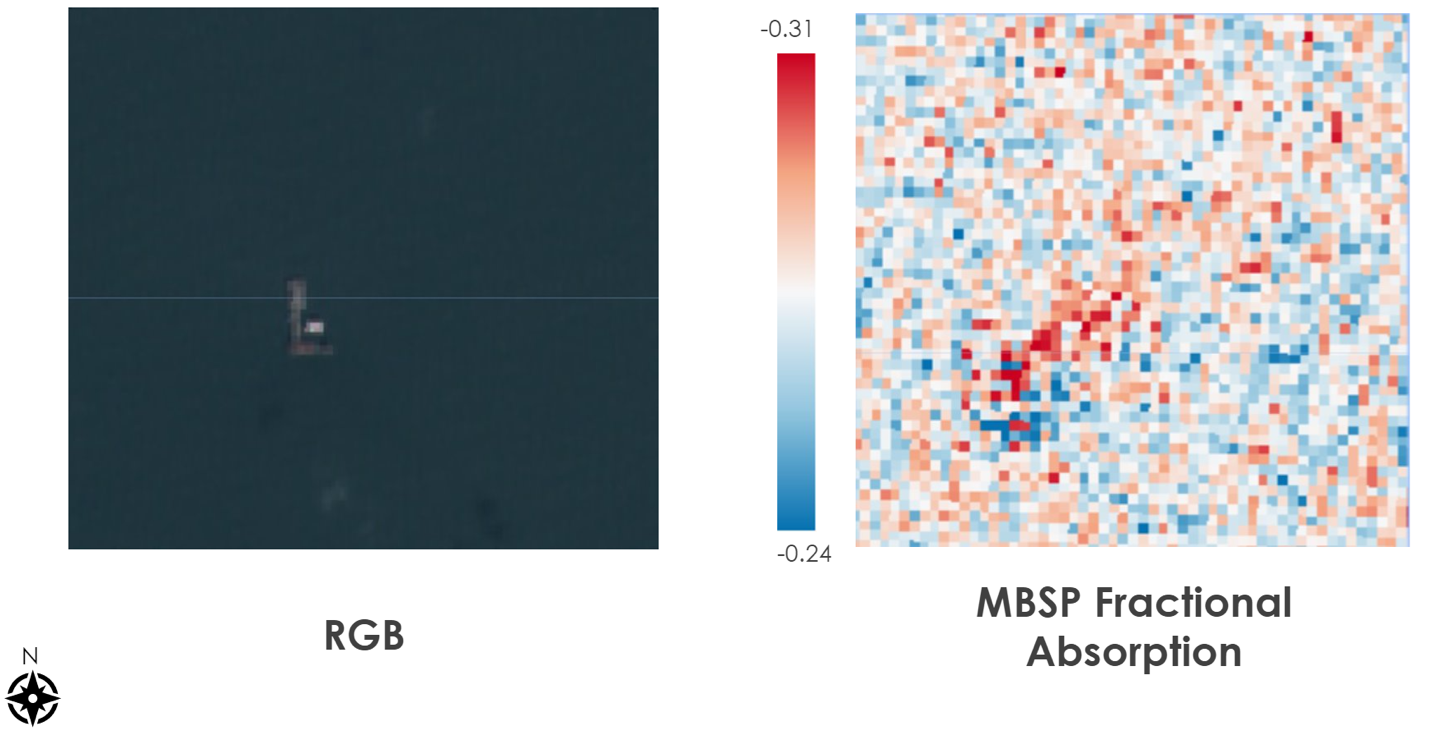 -0.31
-0.24
RGB
MBSP Fractional
Absorption
N